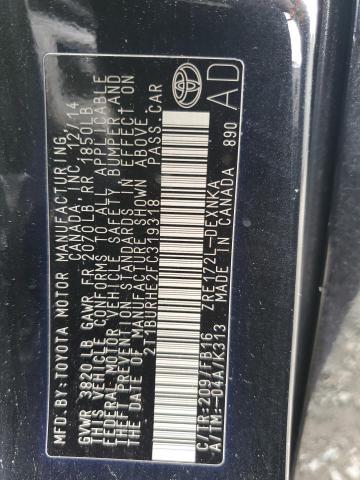 MFD.BY:TOYOTA MOTOR MANUFACTURING
CANADA, INC. 12/14
GVWR 3820LB GAWR FR 2070LB RR 1850LB
THIS VEHICLE CONFORMS TO ALL APPLICABLE
FEDERAL MOTOR VEHICLE SAFETY, BUMPER AND
THEFT PREVENTION STANDARDS IN EFFECT ON
THE DATE OF MANUFACTURE SHOWN ABOVE.
2T1BURHE2FC319318 PASS.CAR
C/TR:209/FB16
A/TM:-04A/K313
ZRE172L-DEXNKA
MADE IN CANADA 890
AD